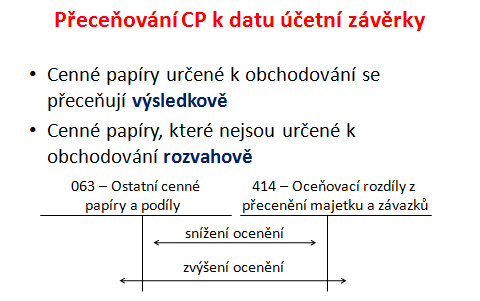 Přeceňování CP k datu účetní závěrky
• Cenné papíry určené k obchodování se
přeceňují výsledkově
• Cenné papíry, které nejsou určené k
obchodování rozvahově
063 – Ostatní cenné
papíry a podíly
414 – Oceňovací rozdíly z
přecenění majetku a závazků
snížení ocenění
zvýšení ocenění